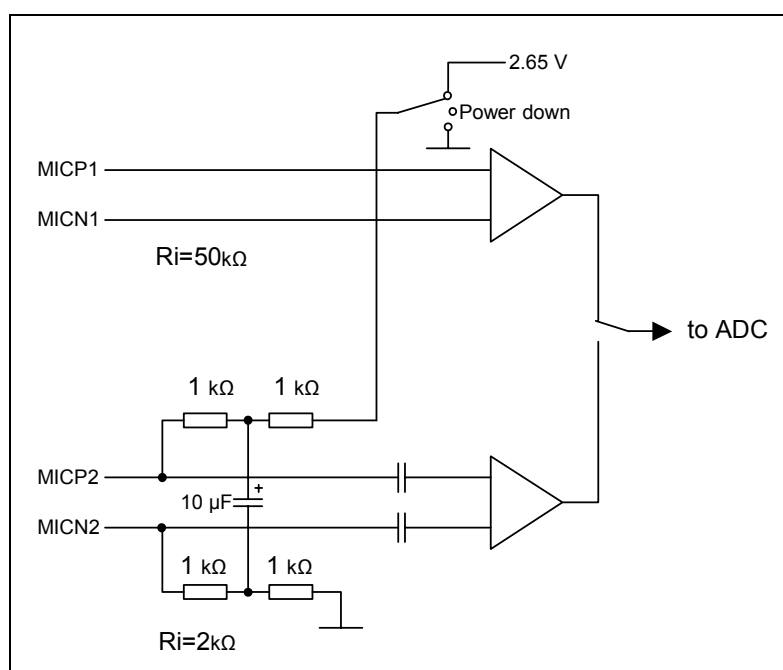 2.65 V
Power down
MICP1
MICN1
Ri=50kΩ
to ADC
1 kΩ 1 kΩ
MICP2
+
10 µF
MICN2
1 kΩ 1 kΩ
Ri=2kΩ